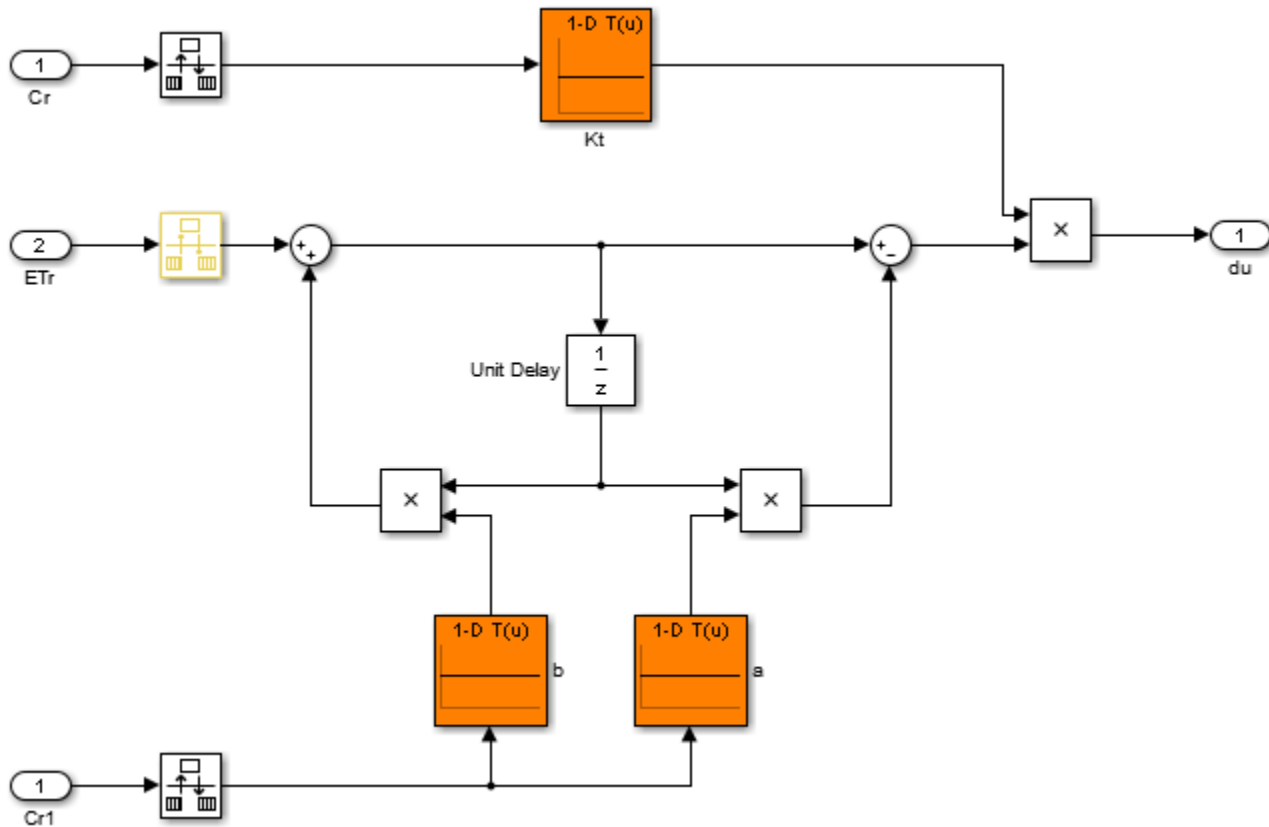 1-D T(u)
1
Cr
Kt
×
2
ETr
+
+
+
−
1
du
Unit Delay
1
z
×
×
1-D T(u)
b
1-D T(u)
a
1
Cr1